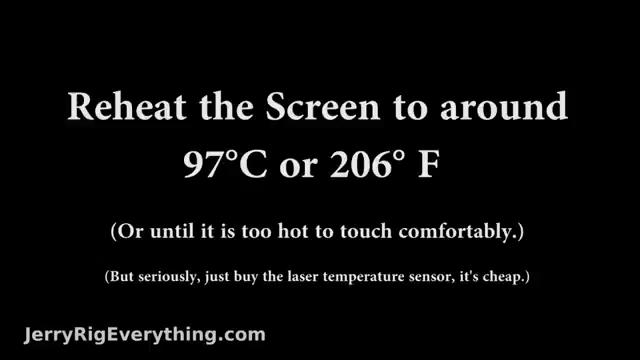 Reheat the Screen to around
97°C or 206° F
(Or until it is too hot to touch comfortably.)
(But seriously, just buy the laser temperature sensor, it's cheap.)
JerryRigEverything.com